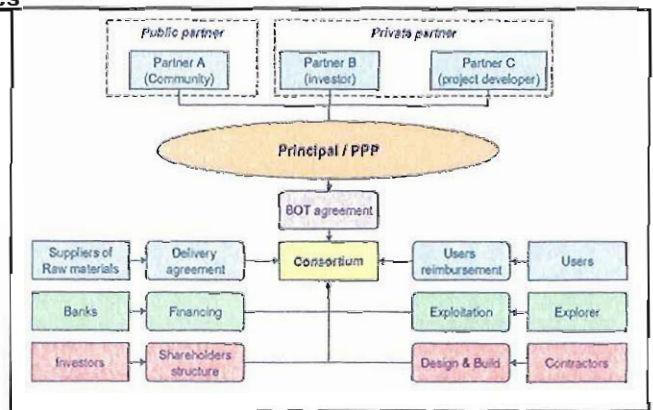 es
Public partner
Private partner
Partner A
(Community)
Partner B
(investor)
Partner C
(project developer)
Principal / PPP
BOT agreement
Suppliers of
Raw materials
Delivery
agreement
Consortium
Users
reimbursement
Users
Banks
Financing
Exploitation
Explorer
Investors
Shareholders
structure
Design & Build
Contractors